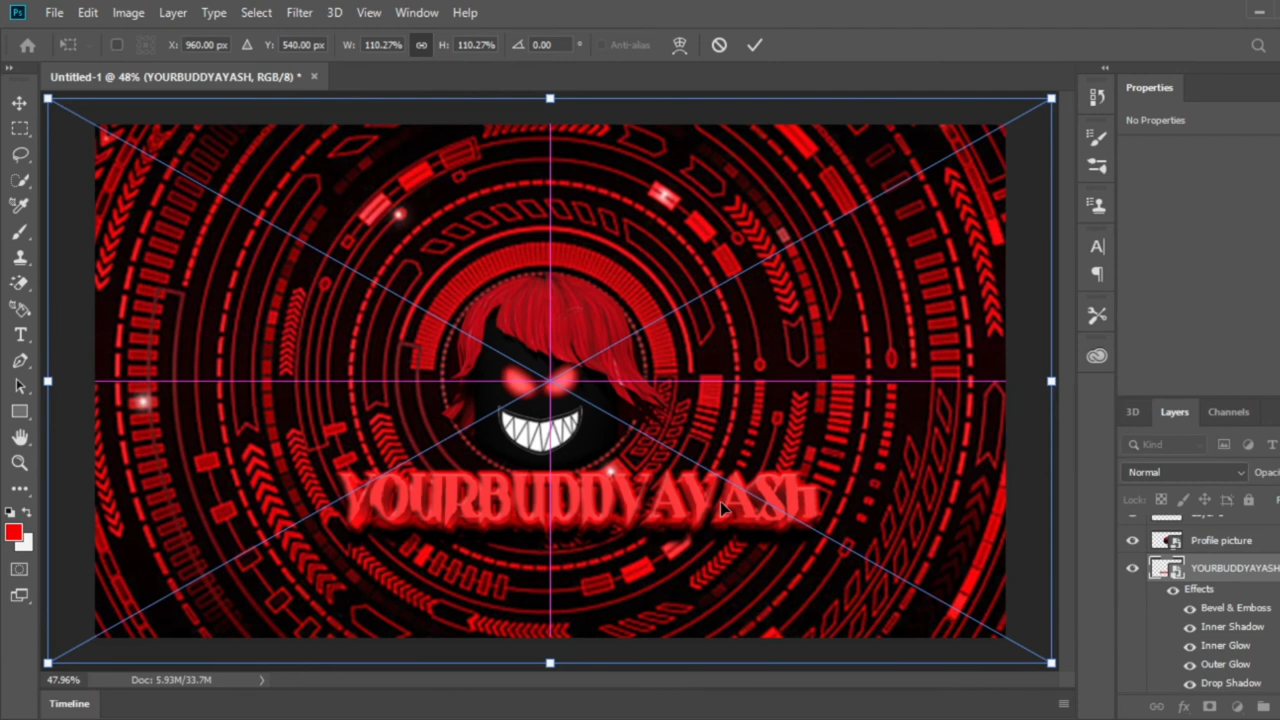 Ps File Edit Image Layer Type Select Filter 3D View Window Help
X: 960.00 px Y: 540.00 px W: 110.27% H: 110.27% 0.00 ° Anti-alias
Untitled-1 @ 48% (YOURBUDDYAYASH, RGB/8) * ×
Properties
No Properties
YOURBUDDYAYASH
3D Layers Channels
Kind
Normal Opaci
Lock:
Profile picture
YOURBUDDYAYASH
Effects
Bevel & Emboss
Inner Shadow
Inner Glow
Outer Glow
Drop Shadow
47.96% Doc: 5.93M/33.7M
Timeline